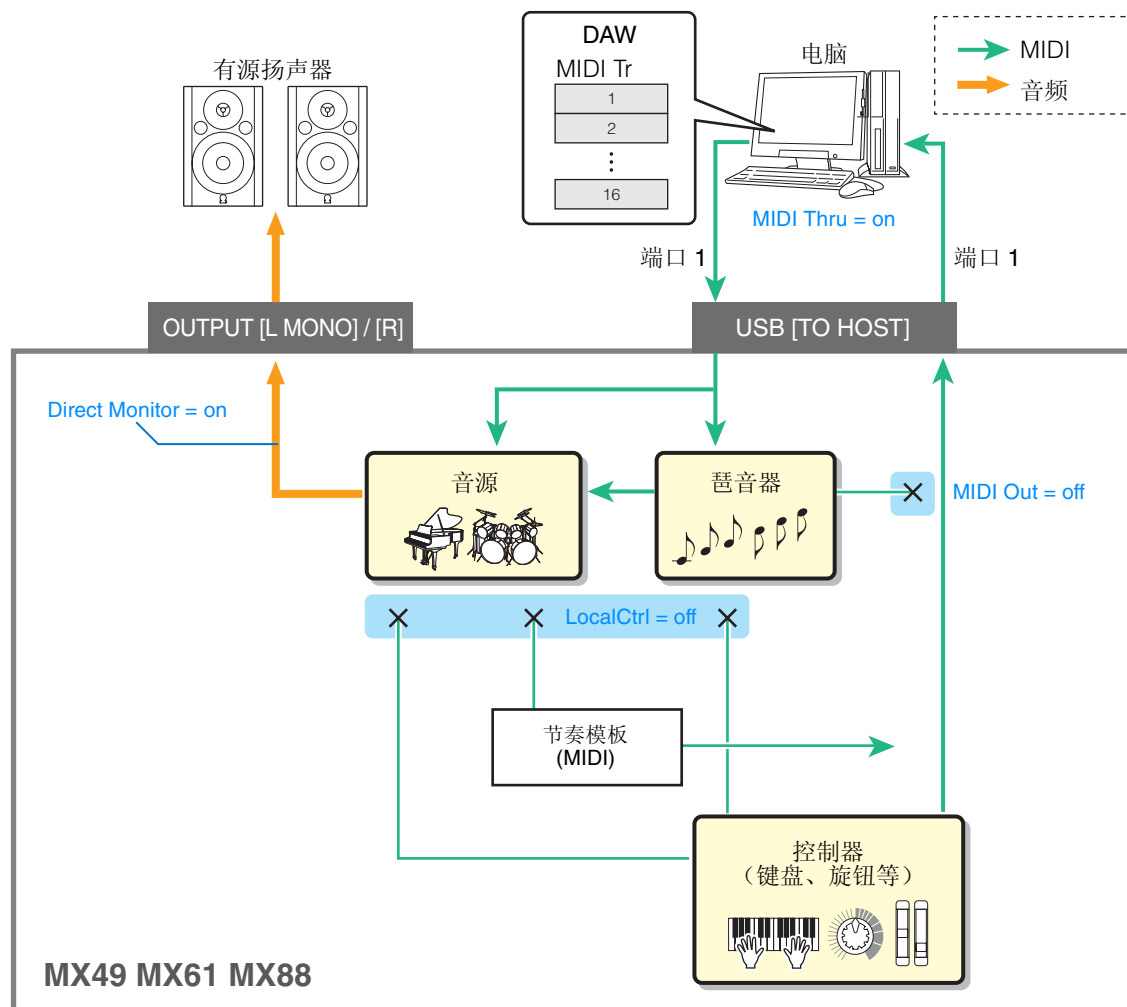 有源扬声器
DAW
MIDI Tr
1
2
16
电脑
MIDI
音频
MIDI Thru = on
端口 1
端口 1
OUTPUT [L MONO] / [R]
USB [TO HOST]
Direct Monitor = on
音源
琶音器
MIDI Out = off
LocalCtrl = off
节奏模板
(MIDI)
控制器
（键盘、旋钮等）
MX49 MX61 MX88